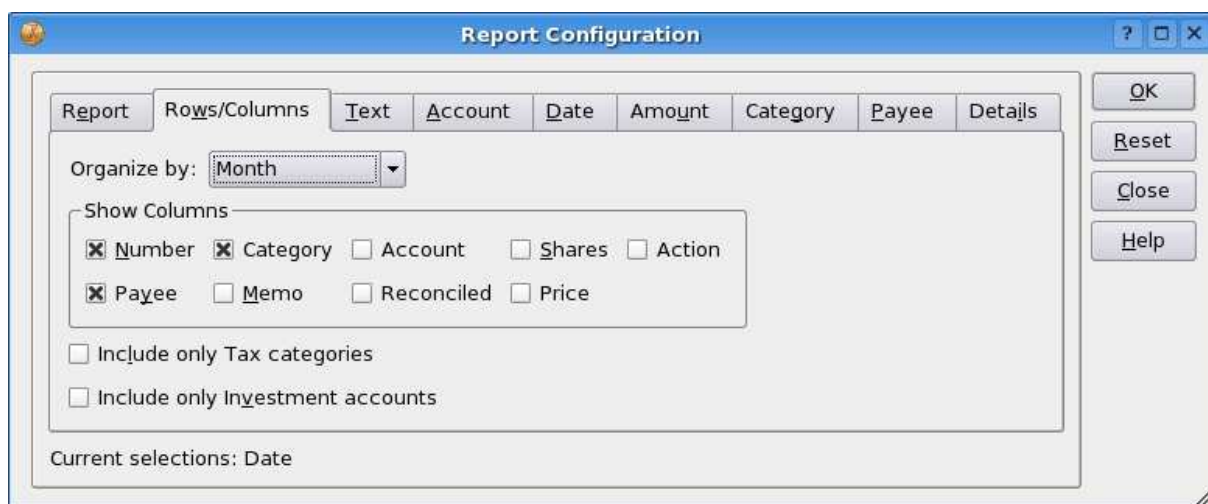 Report Configuration ?
Report Rows/Columns Text Account Date Amount Category Payee Details
OK
Reset
Close
Help
Organize by: Month
Show Columns
Number Category Account Shares Action
Payee Memo Reconciled Price
Include only Tax categories
Include only Investment accounts
Current selections: Date